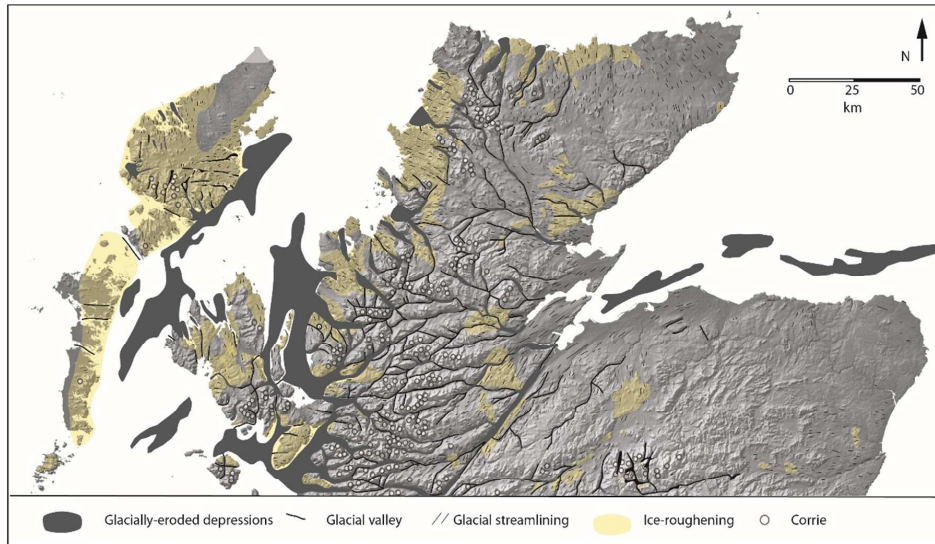 N
0 25 50
km
Glacially-eroded depressions Glacial valley Glacial streamlining Ice-roughening Corrie